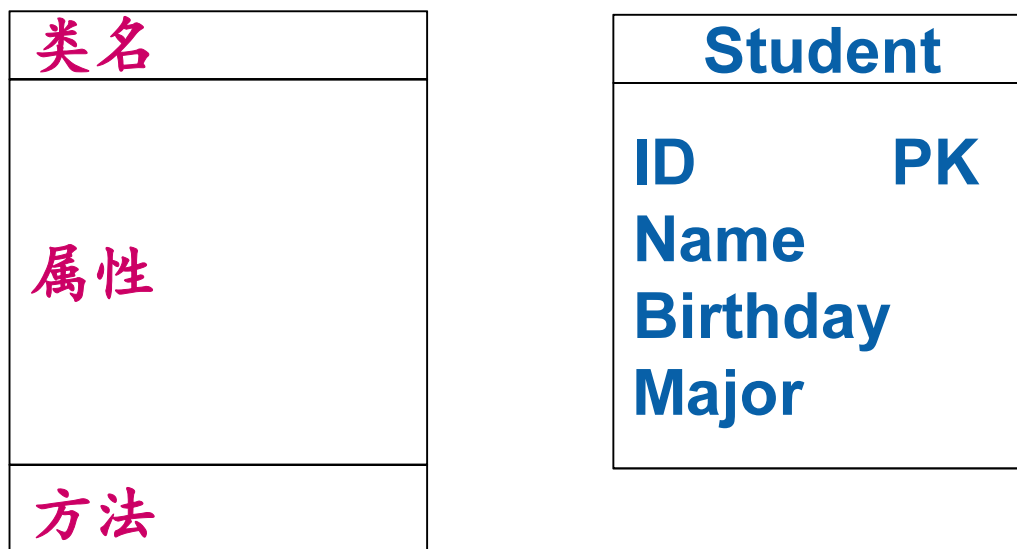 类名
属性
方法
Student
ID PK
Name
Birthday
Major